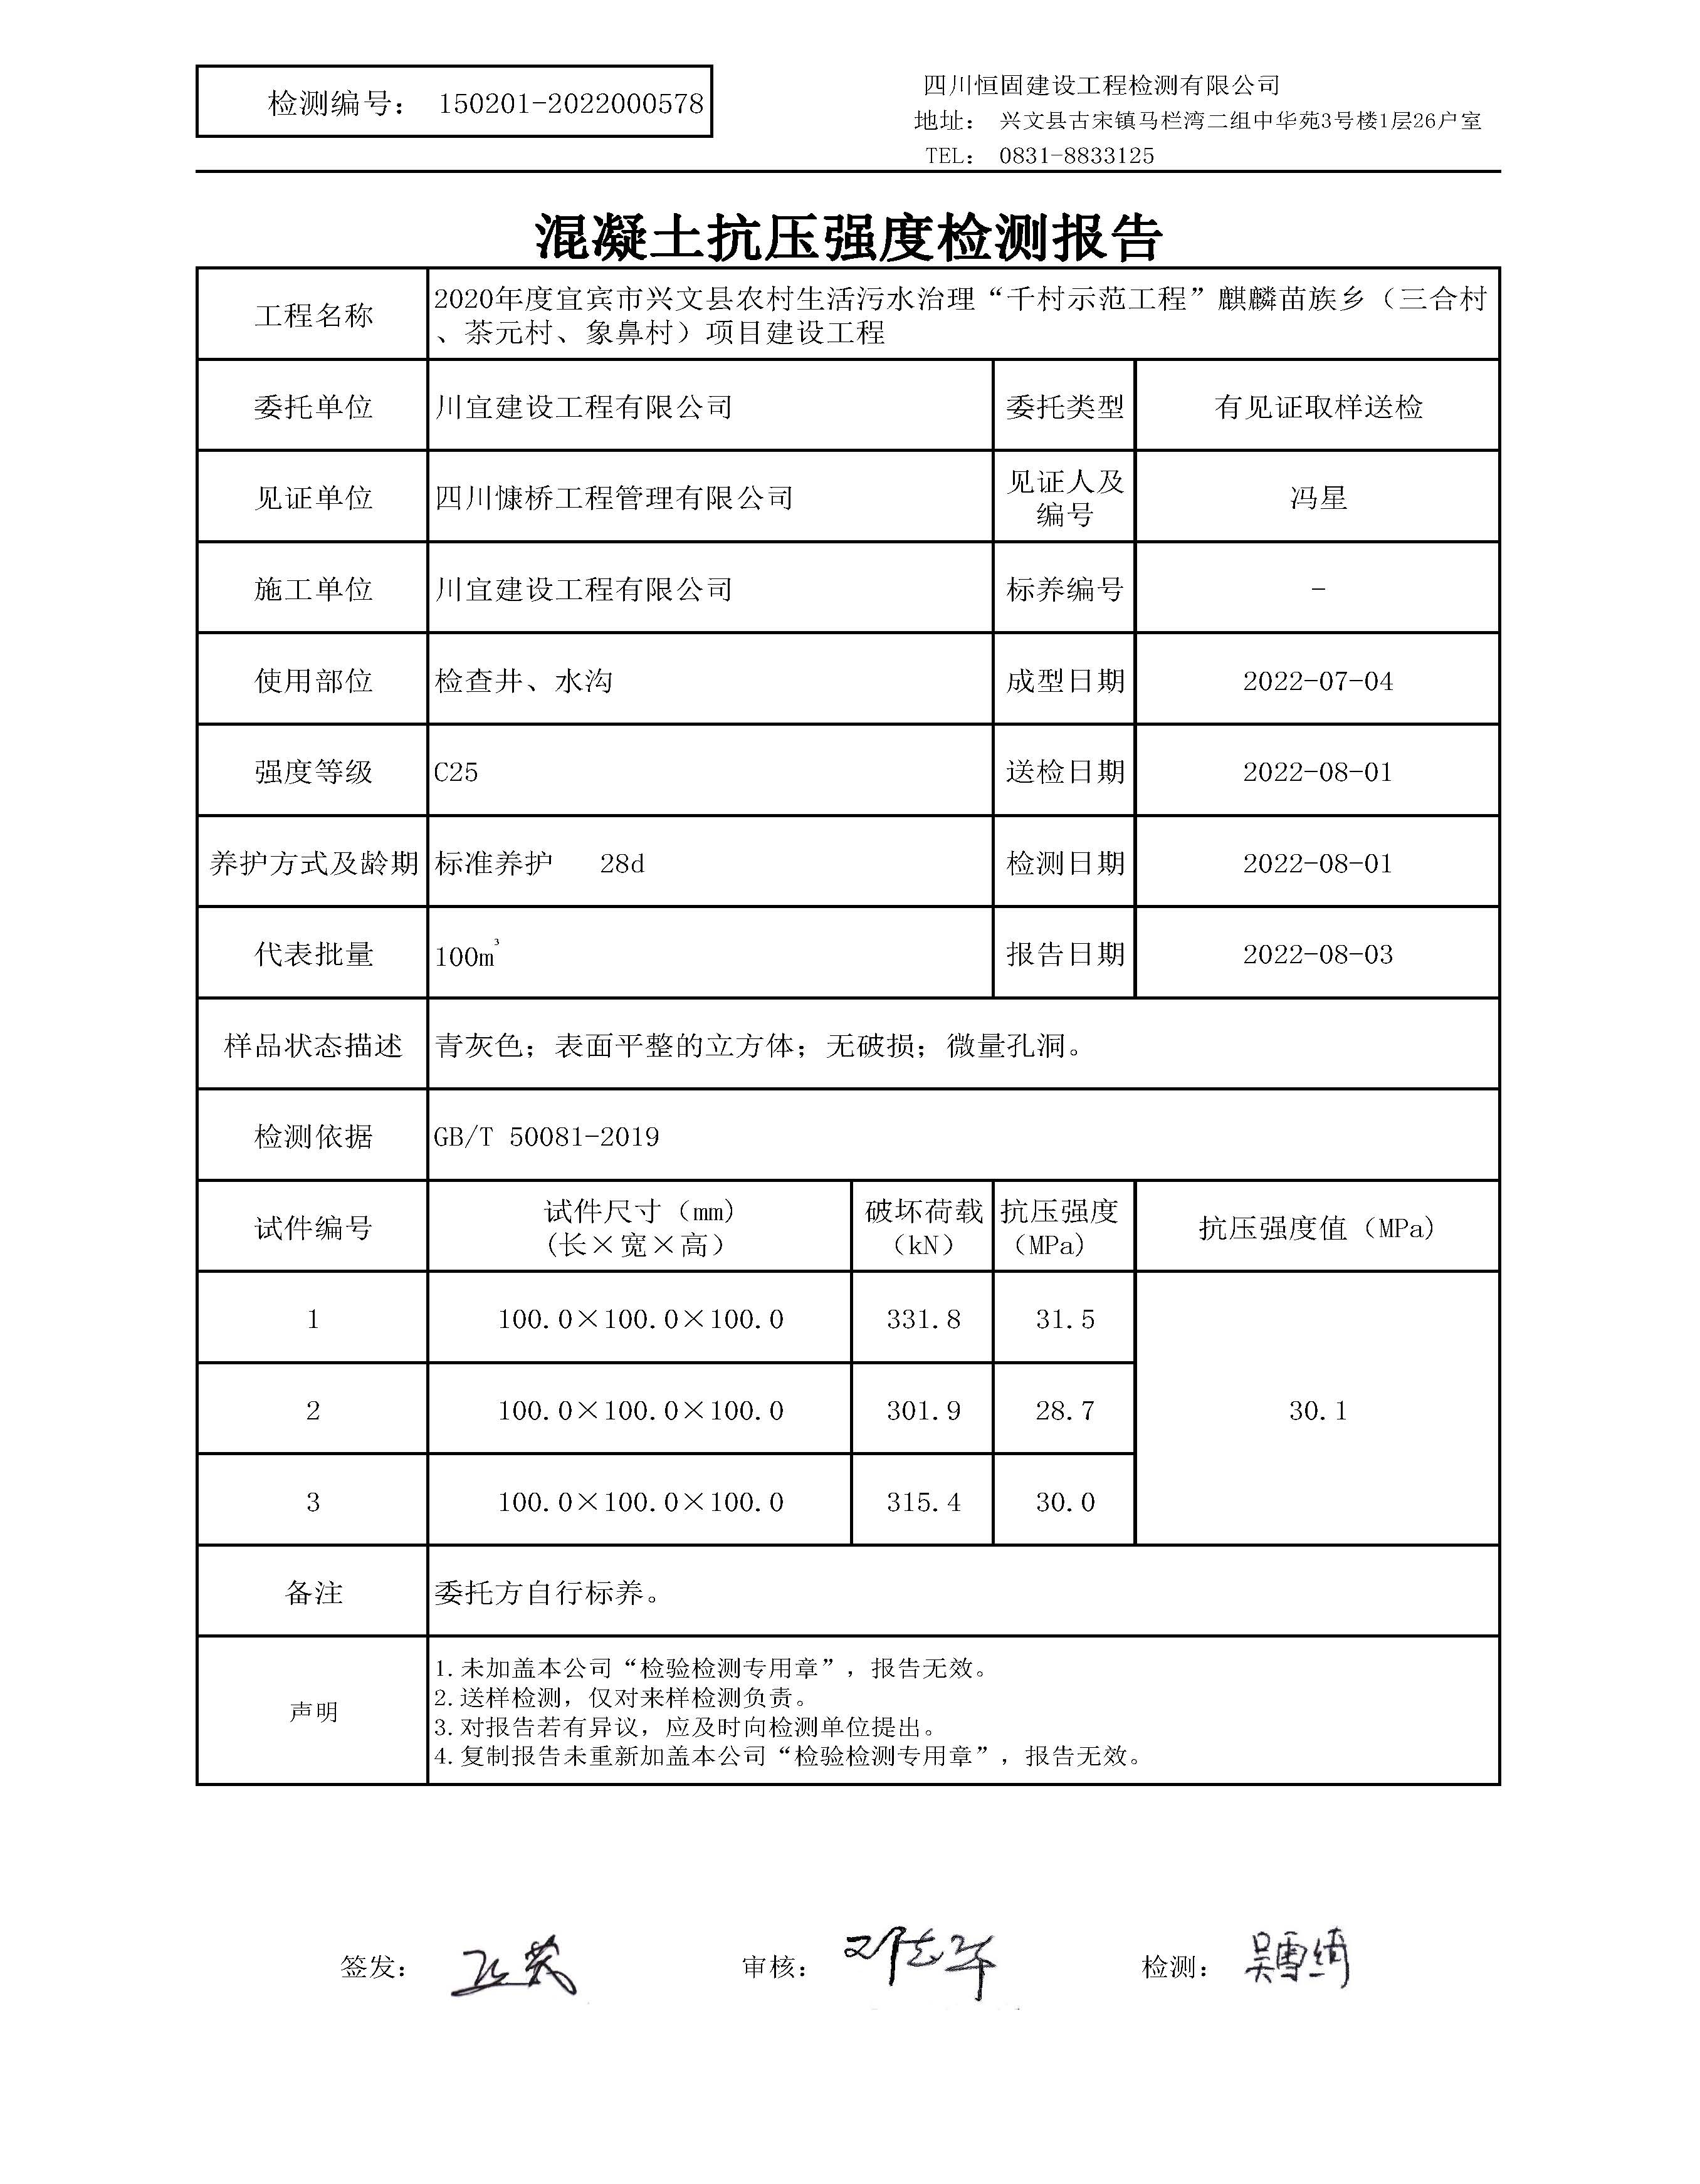 检测编号： 150201-2022000578
四川恒固建设工程检测有限公司
地址： 兴文县古宋镇马栏湾二组中华苑3号楼1层26户室
TEL： 0831-8833125
混凝土抗压强度检测报告
工程名称
2020年度宜宾市兴文县农村生活污水治理“千村示范工程”麒麟苗族乡（三合村
、茶元村、象鼻村）项目建设工程
委托单位 川宜建设工程有限公司 委托类型 有见证取样送检
见证单位 四川慷桥工程管理有限公司 见证人及
编号 冯星
施工单位 川宜建设工程有限公司 标养编号 -
使用部位 检查井、水沟 成型日期 2022-07-04
强度等级 C25 送检日期 2022-08-01
养护方式及龄期 标准养护 28d 检测日期 2022-08-01
代表批量 100m³ 报告日期 2022-08-03
样品状态描述 青灰色；表面平整的立方体；无破损；微量孔洞。
检测依据 GB/T 50081-2019
试件编号 试件尺寸（mm）
(长×宽×高） 破坏荷载
（kN） 抗压强度
（MPa） 抗压强度值（MPa）
1 100.0×100.0×100.0 331.8 31.5
2 100.0×100.0×100.0 301.9 28.7 30.1
3 100.0×100.0×100.0 315.4 30.0
备注 委托方自行标养。
声明
1.未加盖本公司“检验检测专用章”，报告无效。
2.送样检测，仅对来样检测负责。
3.对报告若有异议，应及时向检测单位提出。
4.复制报告未重新加盖本公司“检验检测专用章”，报告无效。
签发： 审核： 邓志军 检测： 吴雪绮